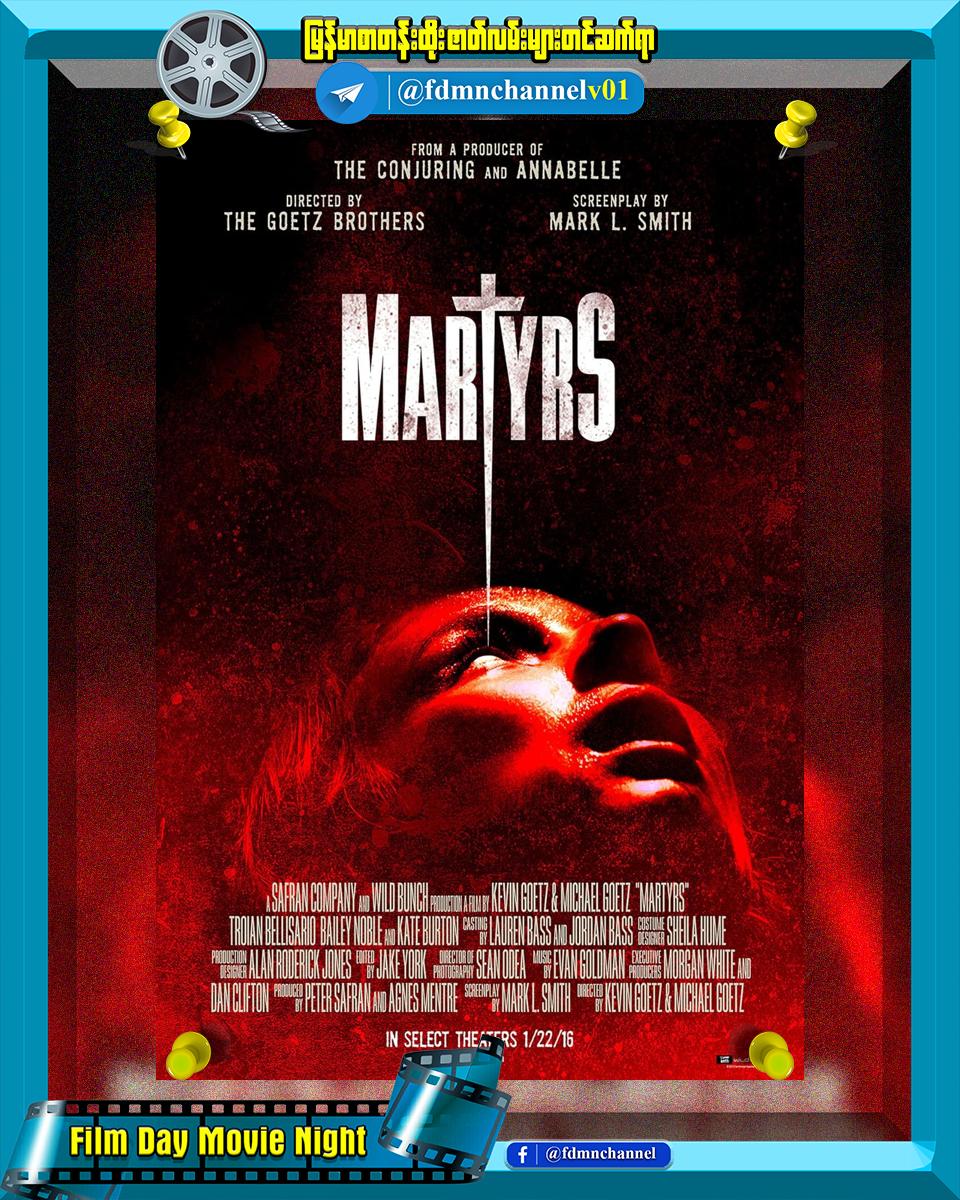 မြန်မာစာတန်းထိုးဇာတ်လမ်းများတင်ဆက်ရာ
@fdmnchannelv01
FROM A PRODUCER OF
THE CONJURING AND ANNABELLE
DIRECTED BY
THE GOETZ BROTHERS
SCREENPLAY BY
MARK L. SMITH
MARTYRS
A SAFRAN COMPANY AND WILD BUNCH PRODUCTION A FILM BY KEVIN GOETZ & MICHAEL GOETZ "MARTYRS"
TROIAN BELLISARIO BAILEY NOBLE AND KATE BURTON CASTING BY LAUREN BASS AND JORDAN BASS COSTUME DESIGNER SHEILA HUME
PRODUCTION DESIGNER ALAN RODERICK JONES EDITED BY JAKE YORK DIRECTOR OF PHOTOGRAPHY SEAN ODEA MUSIC BY EVAN GOLDMAN EXECUTIVE PRODUCERS MORGAN WHITE AND
DAN CLIFTON PRODUCED BY PETER SAFRAN AND AGNES MENTRE SCREENPLAY BY MARK L. SMITH DIRECTED BY KEVIN GOETZ & MICHAEL GOETZ
IN SELECT THEATERS 1/22/16
Film Day Movie Night
@fdmnchannel